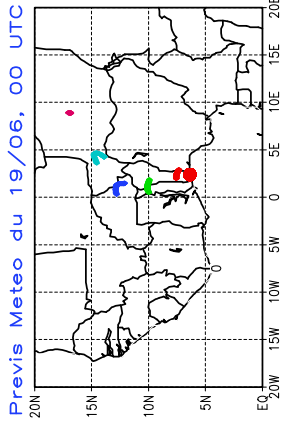 Previs Meteo du 19/06, 00 UTC
20E
15E
10E
5E
0
5W
10W
15W
20W
20N
15N
10N
5N
EQ
0